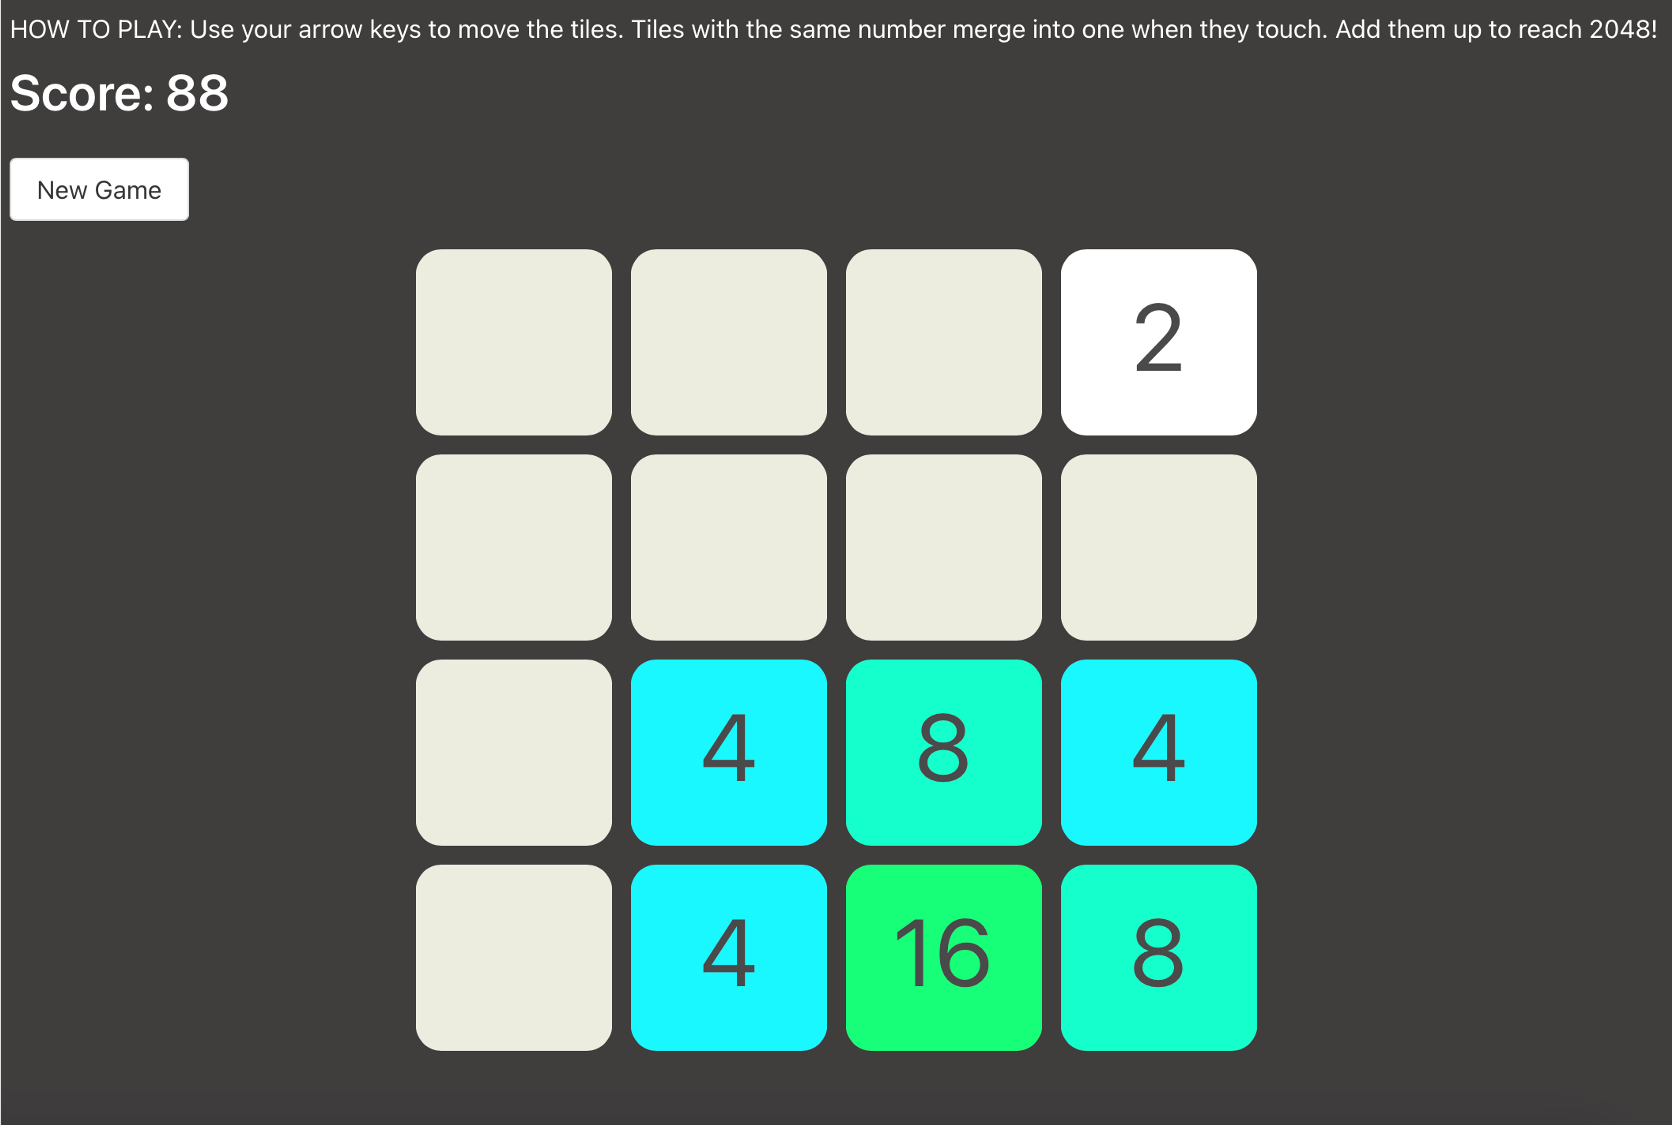 HOW TO PLAY: Use your arrow keys to move the tiles. Tiles with the same number merge into one when they touch. Add them up to reach 2048!
Score: 88
New Game
2
4 8 4
4 16 8